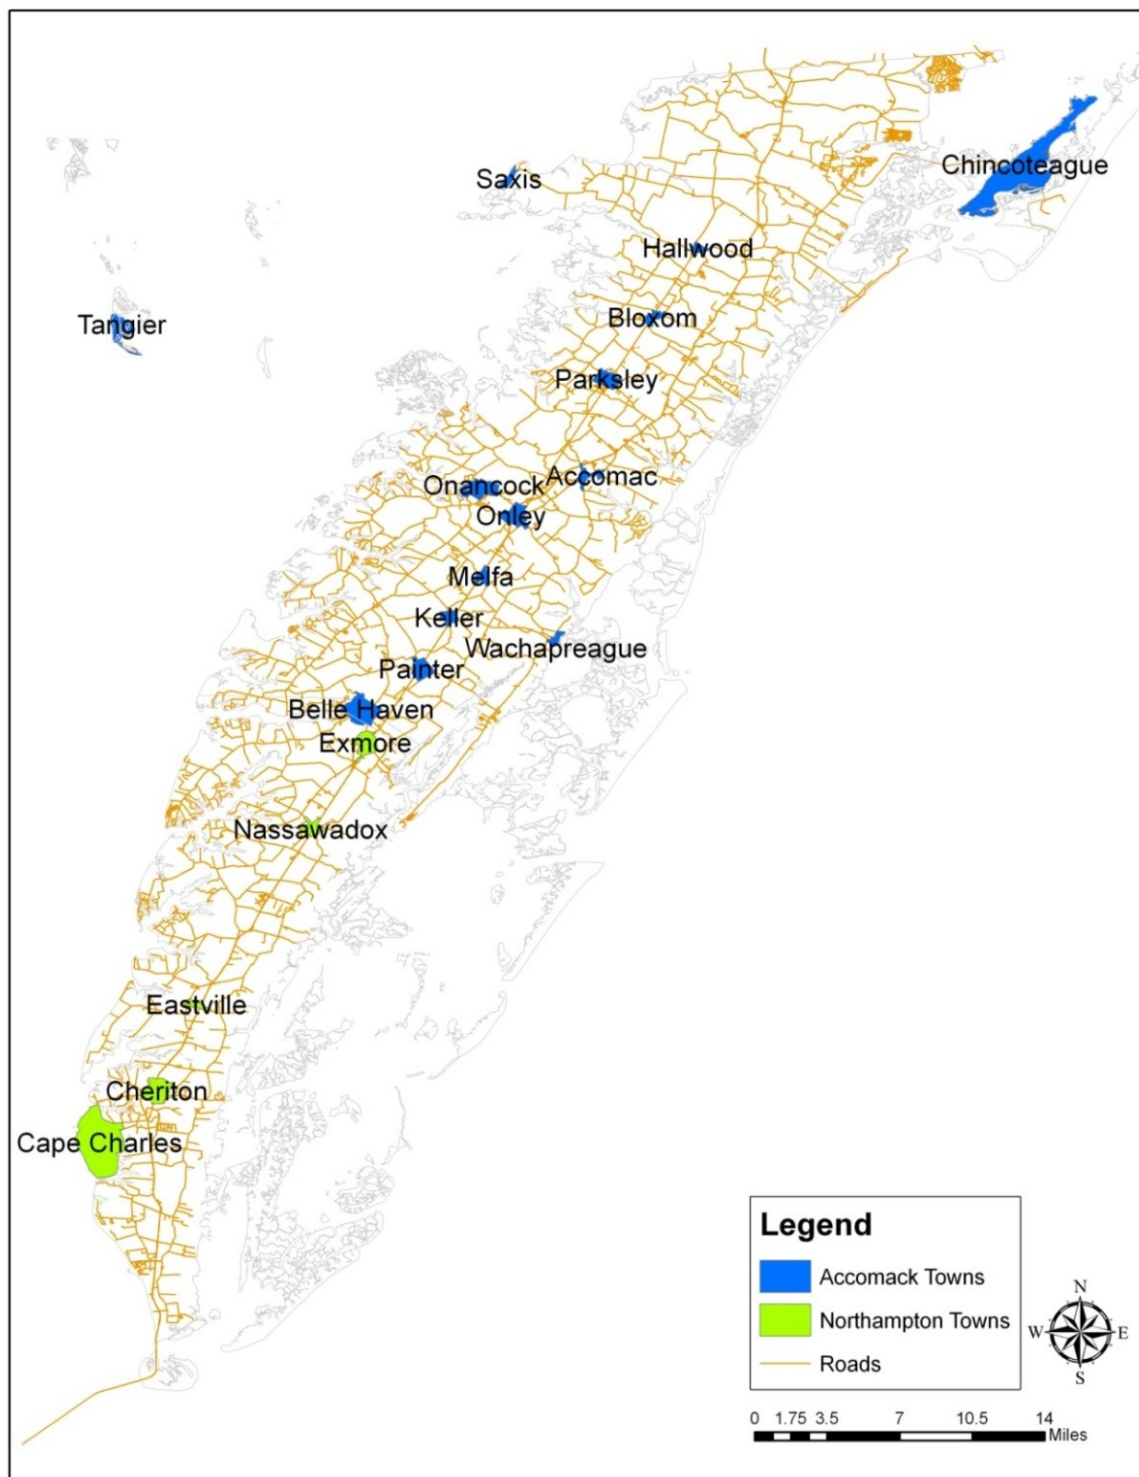 Chincoteague
Saxis
Hallwood
Bloxom
Tangier
Parksley
Accomac
Onancock
Onley
Melfa
Keller
Wachapreague
Painter
Belle Haven
Exmore
Nassawadox
Eastville
Cheriton
Cape Charles
Legend
Accomack Towns
Northampton Towns
Roads
N
W E
S
0 1.75 3.5 7 10.5 14
Miles